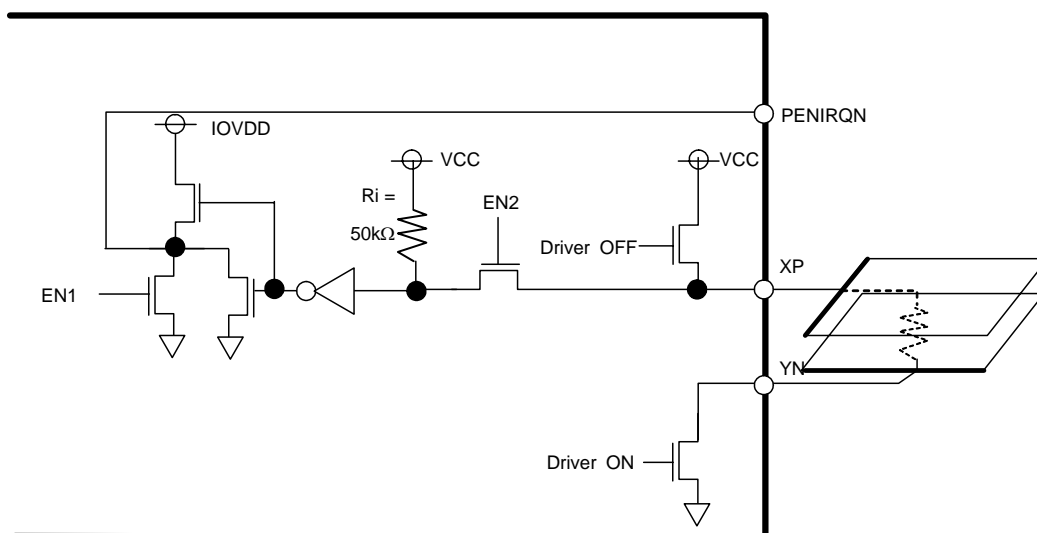 PENIRQN
IOVDD
VCC
VCC
Ri =
50kΩ
EN2
Driver OFF
XP
EN1
YN
Driver ON